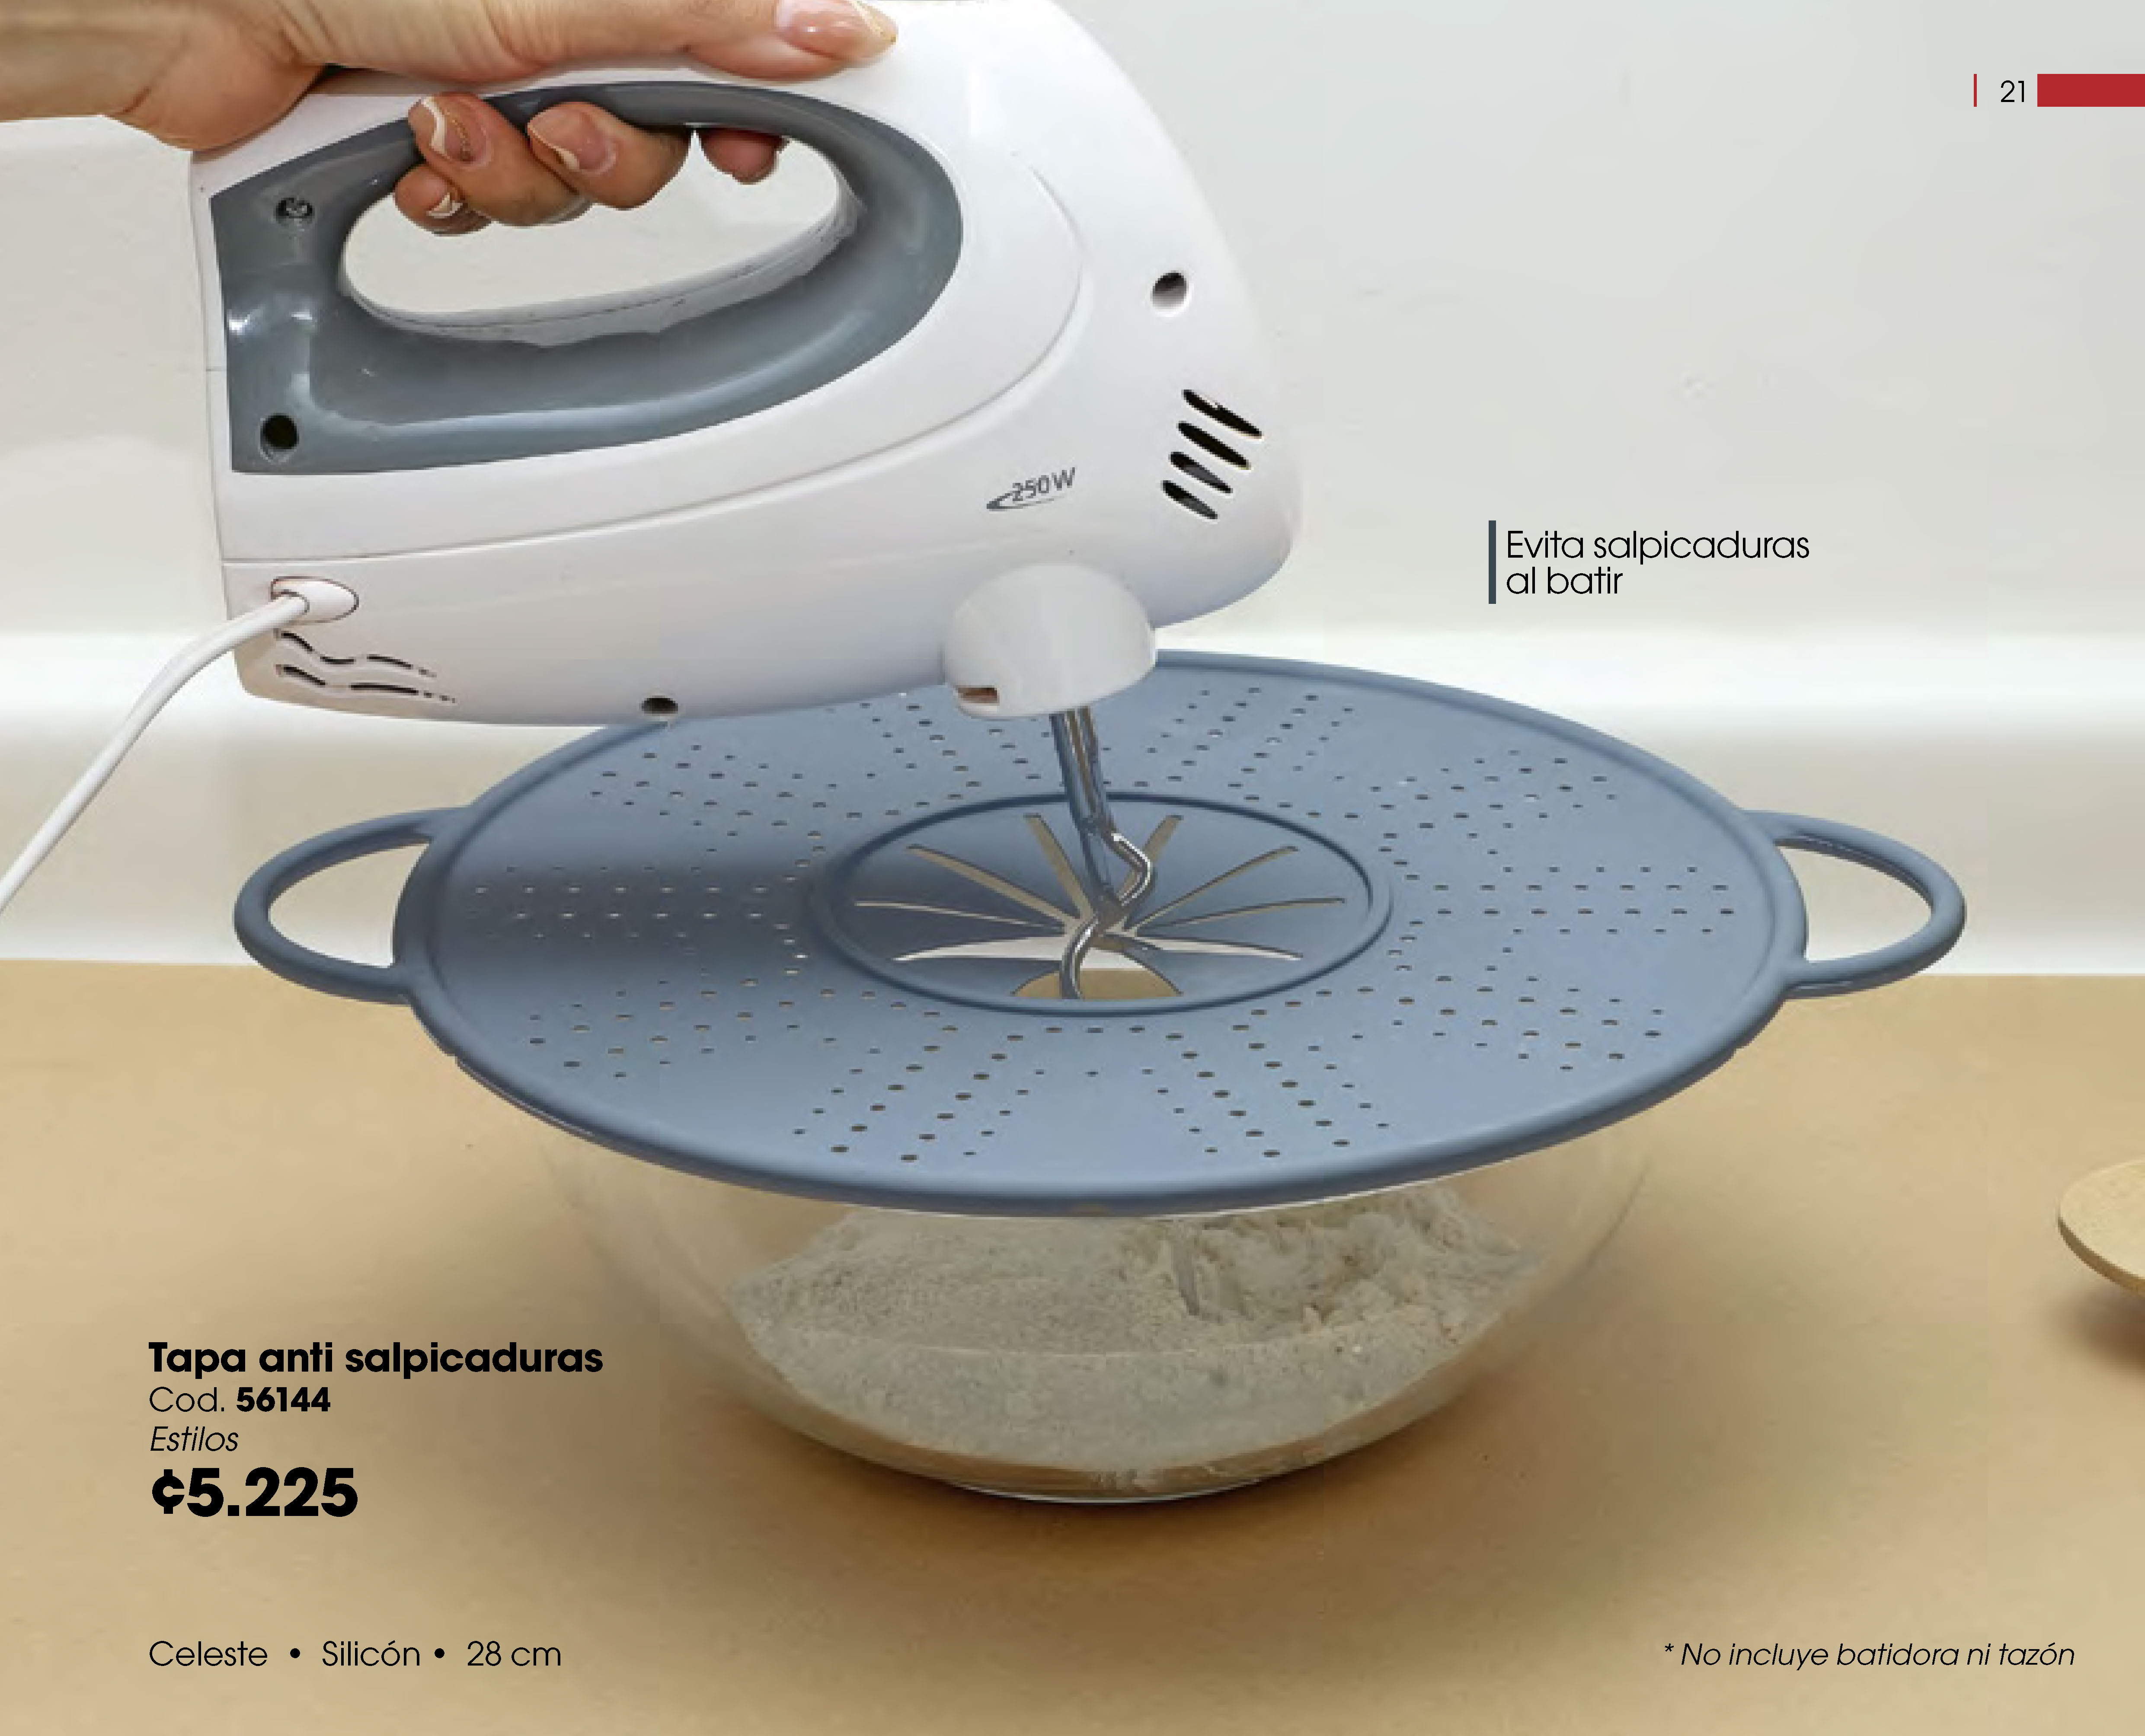 21
250W
Evita salpicaduras
al batir
Tapa anti salpicaduras
Cod. 56144
Estilos
¢5.225
Celeste • Silicón • 28 cm
* No incluye batidora ni tazón